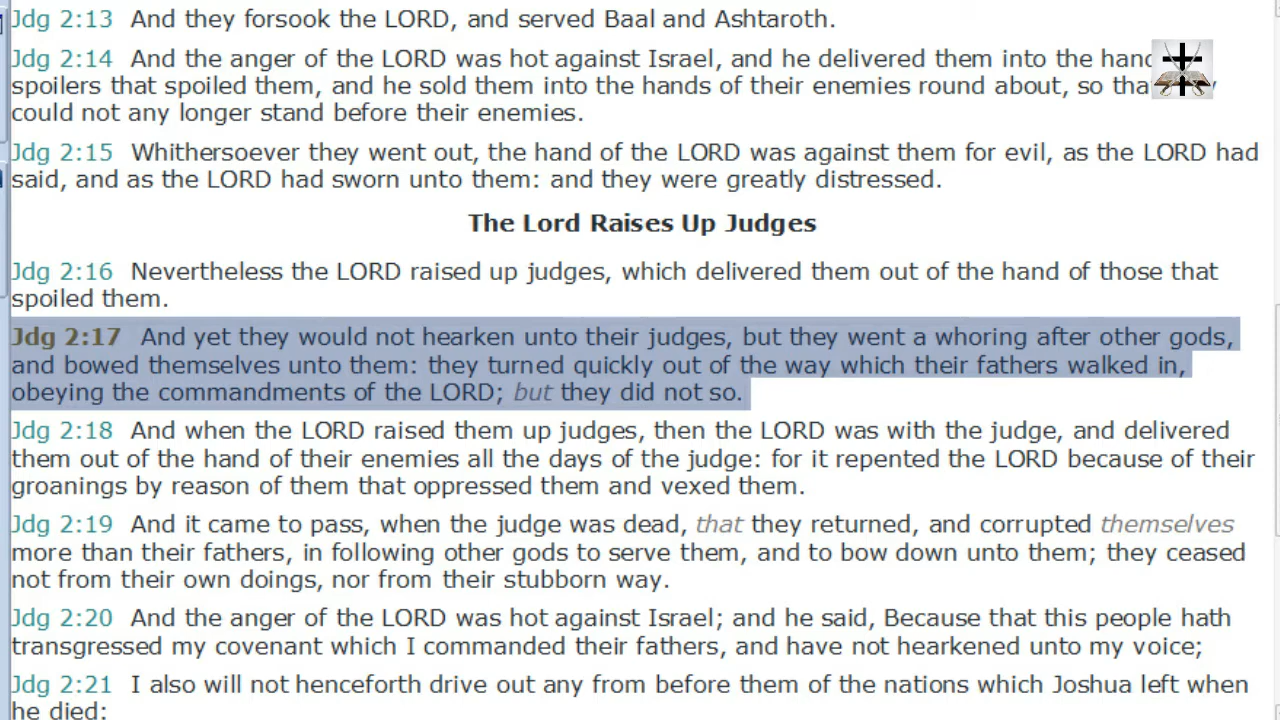 Jdg 2:13 And they forsook the LORD, and served Baal and Ashtaroth.
Jdg 2:14 And the anger of the LORD was hot against Israel, and he delivered them into the
spoilers that spoiled them, and he sold them into the hands of their enemies round about, so
could not any longer stand before their enemies.
Jdg 2:15 Whithersoever they went out, the hand of the LORD was against them for evil, as the LORD had
said, and as the LORD had sworn unto them: and they were greatly distressed.
The Lord Raises Up Judges
Jdg 2:16 Nevertheless the LORD raised up judges, which delivered them out of the hand of those that
spoiled them.
Jdg 2:17 And yet they would not hearken unto their judges, but they went a whoring after other gods,
and bowed themselves unto them: they turned quickly out of the way which their fathers walked in,
obeying the commandments of the LORD; but they did not so.
Jdg 2:18 And when the LORD raised them up judges, then the LORD was with the judge, and delivered
them out of the hand of their enemies all the days of the judge: for it repented the LORD because of their
groanings by reason of them that oppressed them and vexed them.
Jdg 2:19 And it came to pass, when the judge was dead, that they returned, and corrupted themselves
more than their fathers, in following other gods to serve them, and to bow down unto them; they ceased
not from their own doings, nor from their stubborn way.
Jdg 2:20 And the anger of the LORD was hot against Israel; and he said, Because that this people hath
transgressed my covenant which I commanded their fathers, and have not hearkened unto my voice;
Jdg 2:21 I also will not henceforth drive out any from before them of the nations which Joshua left when
he died: